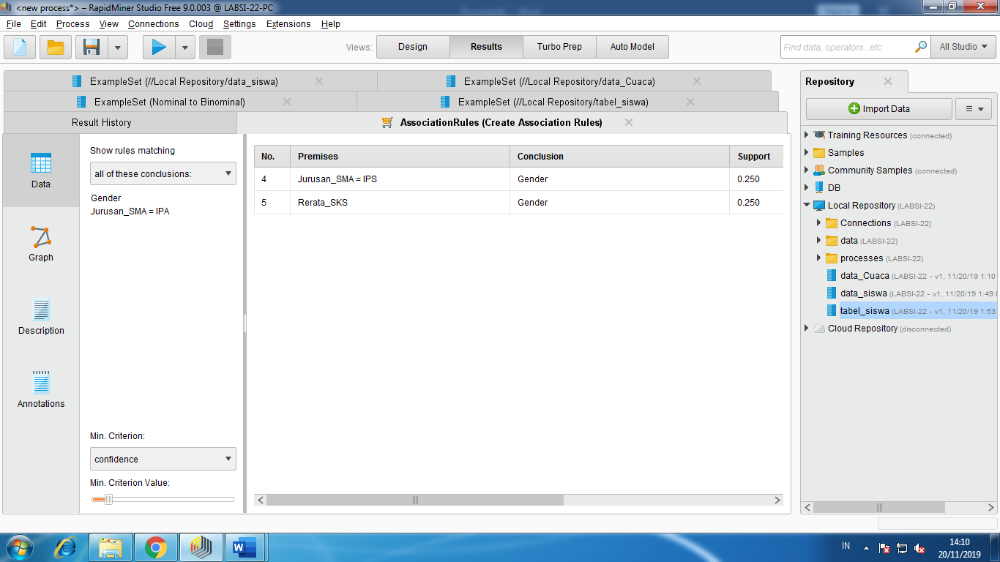 <new process*> – RapidMiner Studio Free 9.0.003 @ LABSI-22-PC
File Edit Process View Connections Cloud Settings Extensions Help
Views: Design Results Turbo Prep Auto Model Find data, operators...etc All Studio
ExampleSet (//Local Repository/data_siswa) ExampleSet (//Local Repository/data_Cuaca)
ExampleSet (Nominal to Binominal) ExampleSet (//Local Repository/tabel_siswa)
Result History AssociationRules (Create Association Rules)
Data
Graph
Description
Annotations
Show rules matching
all of these conclusions:
Gender
Jurusan_SMA = IPA
Min. Criterion:
confidence
Min. Criterion Value:
No. Premises Conclusion Support
4 Jurusan_SMA = IPS Gender 0.250
5 Rerata_SKS Gender 0.250
Repository
Import Data
Training Resources (connected)
Samples
Community Samples (connected)
DB
Local Repository (LABSI-22)
Connections (LABSI-22)
data (LABSI-22)
processes (LABSI-22)
data_Cuaca (LABSI-22 - v1, 11/20/19 1:10
data_siswa (LABSI-22 - v1, 11/20/19 1:49
tabel_siswa (LABSI-22 - v1, 11/20/19 1:53
Cloud Repository (disconnected)
IN
14:10
20/11/2019